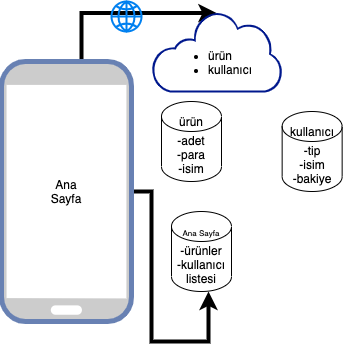 • ürün
• kullanıcı
ürün
-adet
-para
-isim
kullanıcı
-tip
-isim
-bakiye
Ana
Sayfa
Ana Sayfa
-ürünler
-kullanıcı
listesi